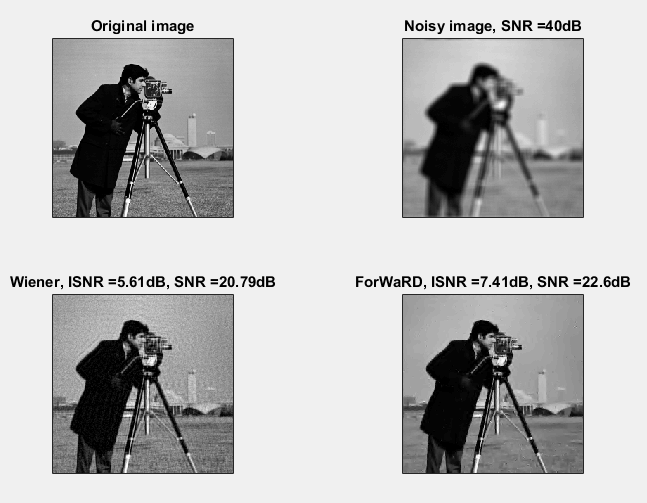 Original image
Noisy image, SNR =40dB
Wiener, ISNR =5.61dB, SNR =20.79dB
ForWaRD, ISNR =7.41dB, SNR =22.6dB